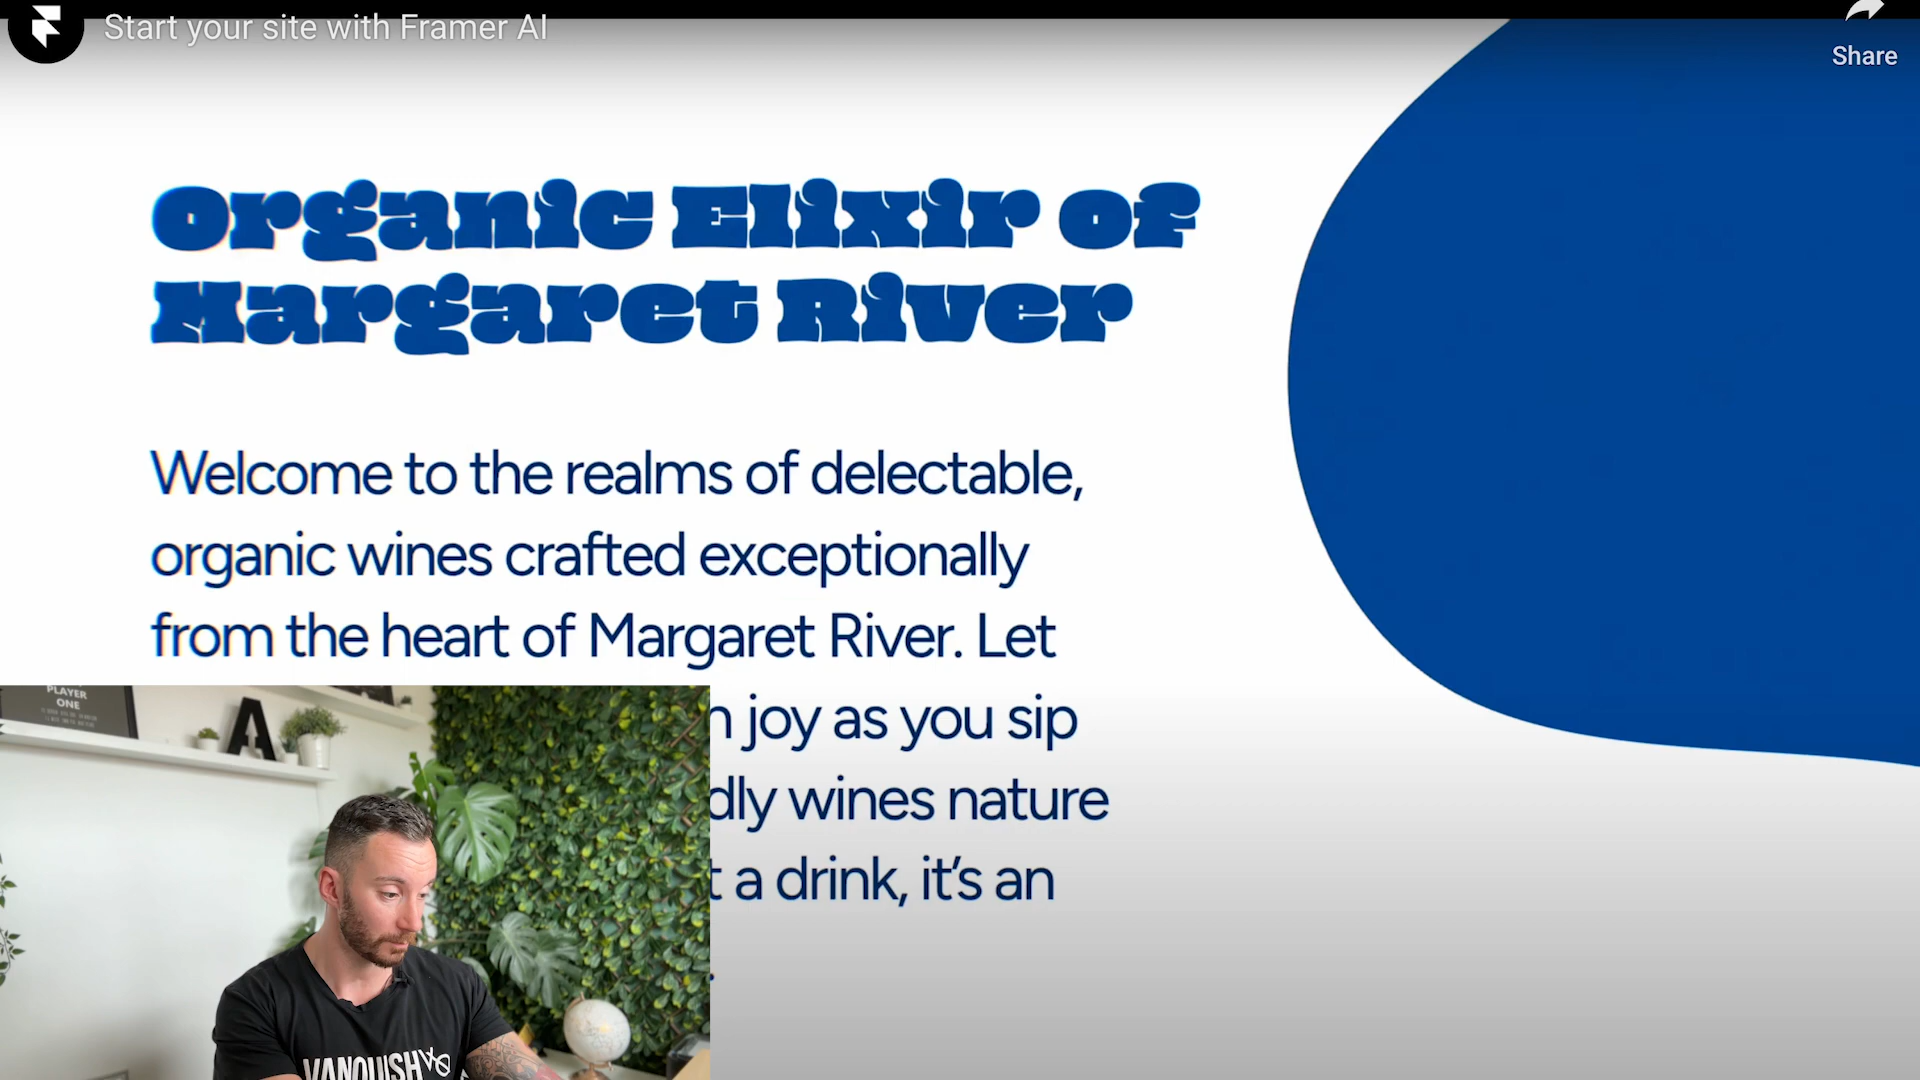 Start your site with Framer AI
Share
Organic Elixir of
Margaret River
Welcome to the realms of delectable,
organic wines crafted exceptionally
from the heart of Margaret River. Let
joy as you sip
wines nature
a drink, it's an
PLAYER
ONE
A
VANQUISH